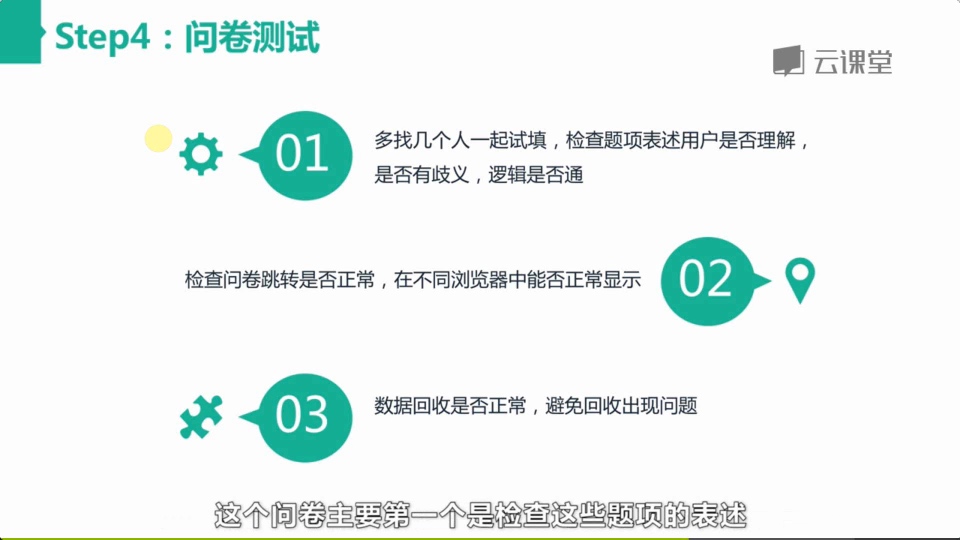 Step4：问卷测试
云课堂
01
多找几个人一起试填，检查题项表述用户是否理解，
是否有歧义，逻辑是否通
检查问卷跳转是否正常，在不同浏览器中能否正常显示
02
03
数据回收是否正常，避免回收出现问题
这个问卷主要第一个是检查这些题项的表述